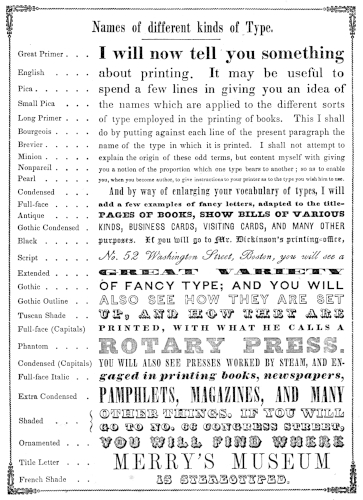 Names of different kinds of Type.
Great Primer . . . I will now tell you something
English . . . . about printing. It may be useful to
Pica . . . . . spend a few lines in giving you an idea of
Small Pica . . . . the names which are applied to the different sorts
Long Primer . . . . of type employed in the printing of books. This I shall
Bourgeois . . . . . do by putting against each line of the present paragraph the
Brevier . . . . . name of the type in which it is printed. I shall not attempt to
Minion . . . . . explain the origin of these odd terms, but content myself with giving
Nonpareil . . . . . you a notion of the proportion which one type bears to another; so as to enable
Pearl . . . . . you, when you become author, to give instructions to your printer as to the type you wish him to use.
Condensed . . . . And by way of enlarging your vocabulary of types, I will
Full-face . . . . add a few examples of fancy letters, adapted to the title-
Antique . . . . PAGES OF BOOKS, SHOW BILLS OF VARIOUS
Gothic Condensed . . KINDS, BUSINESS CARDS, VISITING CARDS, AND MANY OTHER
Black . . . . . purposes. If you will go to Mr. Dickinson's printing-office,
Script . . . . . No. 52 Washington Street, Boston, you will see a
Extended . . . . GREAT VARIETY
Gothic . . . . . OF FANCY TYPE; AND YOU WILL
Gothic Outline . . ALSO SEE HOW THEY ARE SET
Tuscan Shade . . . UP, AND HOW THEY ARE
Full-face (Capitals) PRINTED, WITH WHAT HE CALLS A
Phantom . . . . ROTARY PRESS.
Condensed (Capitals) YOU WILL ALSO SEE PRESSES WORKED BY STEAM, AND EN-
Full-face Italic . . gaged in printing books, newspapers,
Extra Condensed . PAMPHLETS, MAGAZINES, AND MANY
Shaded . . . . { OTHER THINGS. IF YOU WILL
GO TO NO. 66 CONGRESS STREET,
Ornamented . . . YOU WILL FIND WHERE
Title Letter . . . MERRY'S MUSEUM
French Shade . . . IS STEREOTYPED.